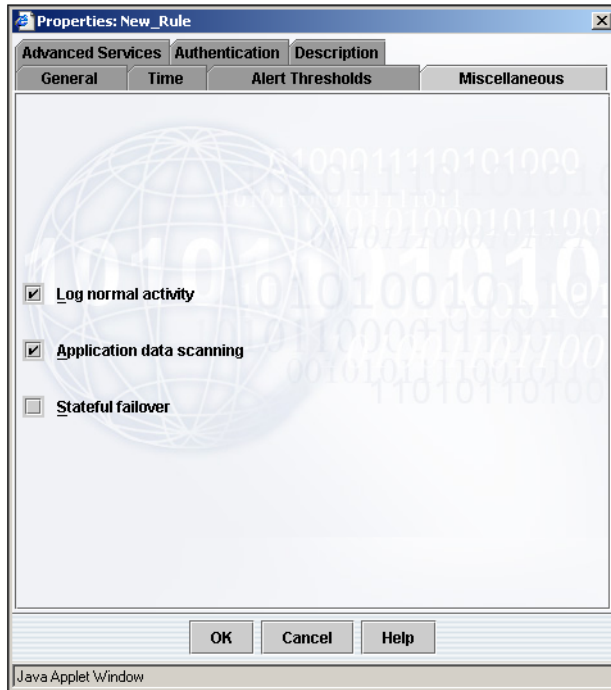 Properties: New_Rule
Advanced Services Authentication Description
General Time Alert Thresholds Miscellaneous
Log normal activity
Application data scanning
Stateful failover
OK Cancel Help
Java Applet Window